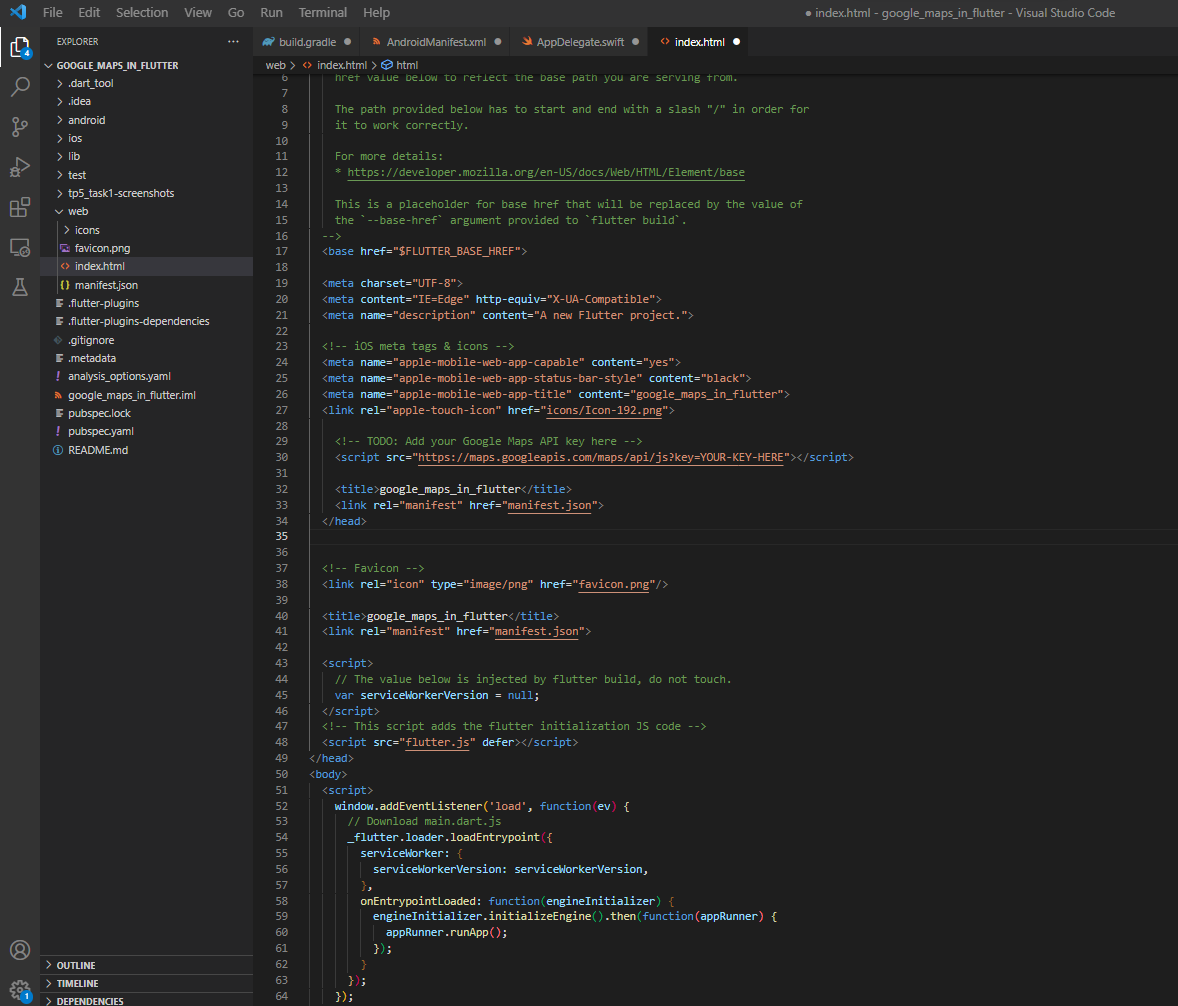 File Edit Selection View Go Run Terminal Help
● index.html - google_maps_in_flutter - Visual Studio Code
EXPLORER ...
GOOGLE_MAPS_IN_FLUTTER
.dart_tool
.idea
android
ios
lib
test
tp5_task1-screenshots
web
icons
favicon.png
index.html
manifest.json
.flutter-plugins
.flutter-plugins-dependencies
.gitignore
.metadata
analysis_options.yaml
google_maps_in_flutter.iml
pubspec.lock
pubspec.yaml
README.md
OUTLINE
TIMELINE
DEPENDENCIES
4
1
build.gradle ● AndroidManifest.xml ● AppDelegate.swift ● index.html ●
web > index.html > html
6 href value below to reflect the base path you are serving from.
7
8 The path provided below has to start and end with a slash "/" in order for
9 it to work correctly.
10
11 For more details:
12 * https://developer.mozilla.org/en-US/docs/Web/HTML/Element/base
13
14 This is a placeholder for base href that will be replaced by the value of
15 the `--base-href` argument provided to `flutter build`.
16 -->
17 <base href="$FLUTTER_BASE_HREF">
18
19 <meta charset="UTF-8">
20 <meta content="IE=Edge" http-equiv="X-UA-Compatible">
21 <meta name="description" content="A new Flutter project.">
22
23 <!-- iOS meta tags & icons -->
24 <meta name="apple-mobile-web-app-capable" content="yes">
25 <meta name="apple-mobile-web-app-status-bar-style" content="black">
26 <meta name="apple-mobile-web-app-title" content="google_maps_in_flutter">
27 <link rel="apple-touch-icon" href="icons/Icon-192.png">
28
29 <!-- TODO: Add your Google Maps API key here -->
30 <script src="https://maps.googleapis.com/maps/api/js?key=YOUR-KEY-HERE"></script>
31
32 <title>google_maps_in_flutter</title>
33 <link rel="manifest" href="manifest.json">
34 </head>
35
36
37 <!-- Favicon -->
38 <link rel="icon" type="image/png" href="favicon.png"/>
39
40 <title>google_maps_in_flutter</title>
41 <link rel="manifest" href="manifest.json">
42
43 <script>
44 // The value below is injected by flutter build, do not touch.
45 var serviceWorkerVersion = null;
46 </script>
47 <!-- This script adds the flutter initialization JS code -->
48 <script src="flutter.js" defer></script>
49 </head>
50 <body>
51 <script>
52 window.addEventListener('load', function(ev) {
53 // Download main.dart.js
54 _flutter.loader.loadEntrypoint({
55 serviceWorker: {
56 serviceWorkerVersion: serviceWorkerVersion,
57 },
58 onEntrypointLoaded: function(engineInitializer) {
59 engineInitializer.initializeEngine().then(function(appRunner) {
60 appRunner.runApp();
61 });
62 }
63 });
64 });